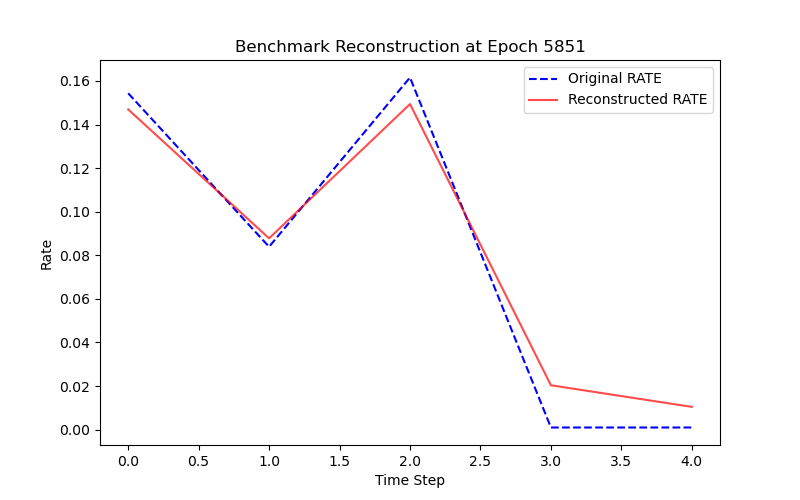 Benchmark Reconstruction at Epoch 5851
Original RATE
Reconstructed RATE
Rate
0.16
0.14
0.12
0.10
0.08
0.06
0.04
0.02
0.00
0.0 0.5 1.0 1.5 2.0 2.5 3.0 3.5 4.0
Time Step